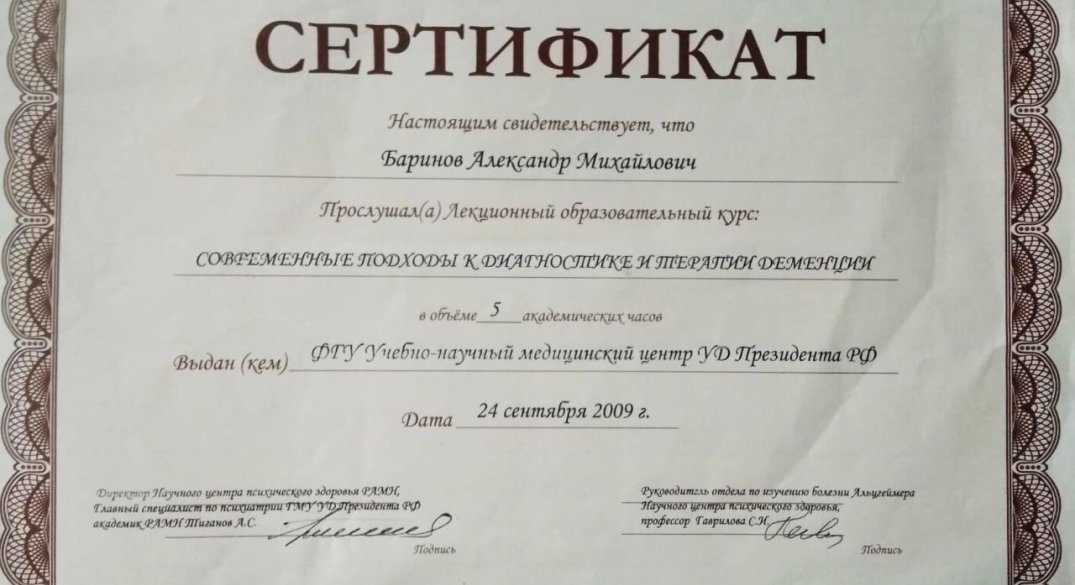 СЕРТИФИКАТ
Настоящим свидетельствует, что
Баринов Александр Михайлович
Прослушал(а) Лекционный образовательный курс:
СОВРЕМЕННЫЕ ПОДХОДЫ К ДИАГНОСТИКЕ И ТЕРАПИИ ДЕМЕНЦИИ
в объёме 5 академических часов
Выдан (кем) ФГУ Учебно-научный медицинский центр УД Президента РФ
Дата 24 сентября 2009 г.
Директор Научного центра психического здоровья РАМН,
Главный специалист по психиатрии ГМУ УД Президента РФ
академик РАМН Тиганов А.С.
Подпись
Руководитель отдела по изучению болезни Альцгеймера
Научного центра психического здоровья,
профессор Гаврилова С.И.
Подпись